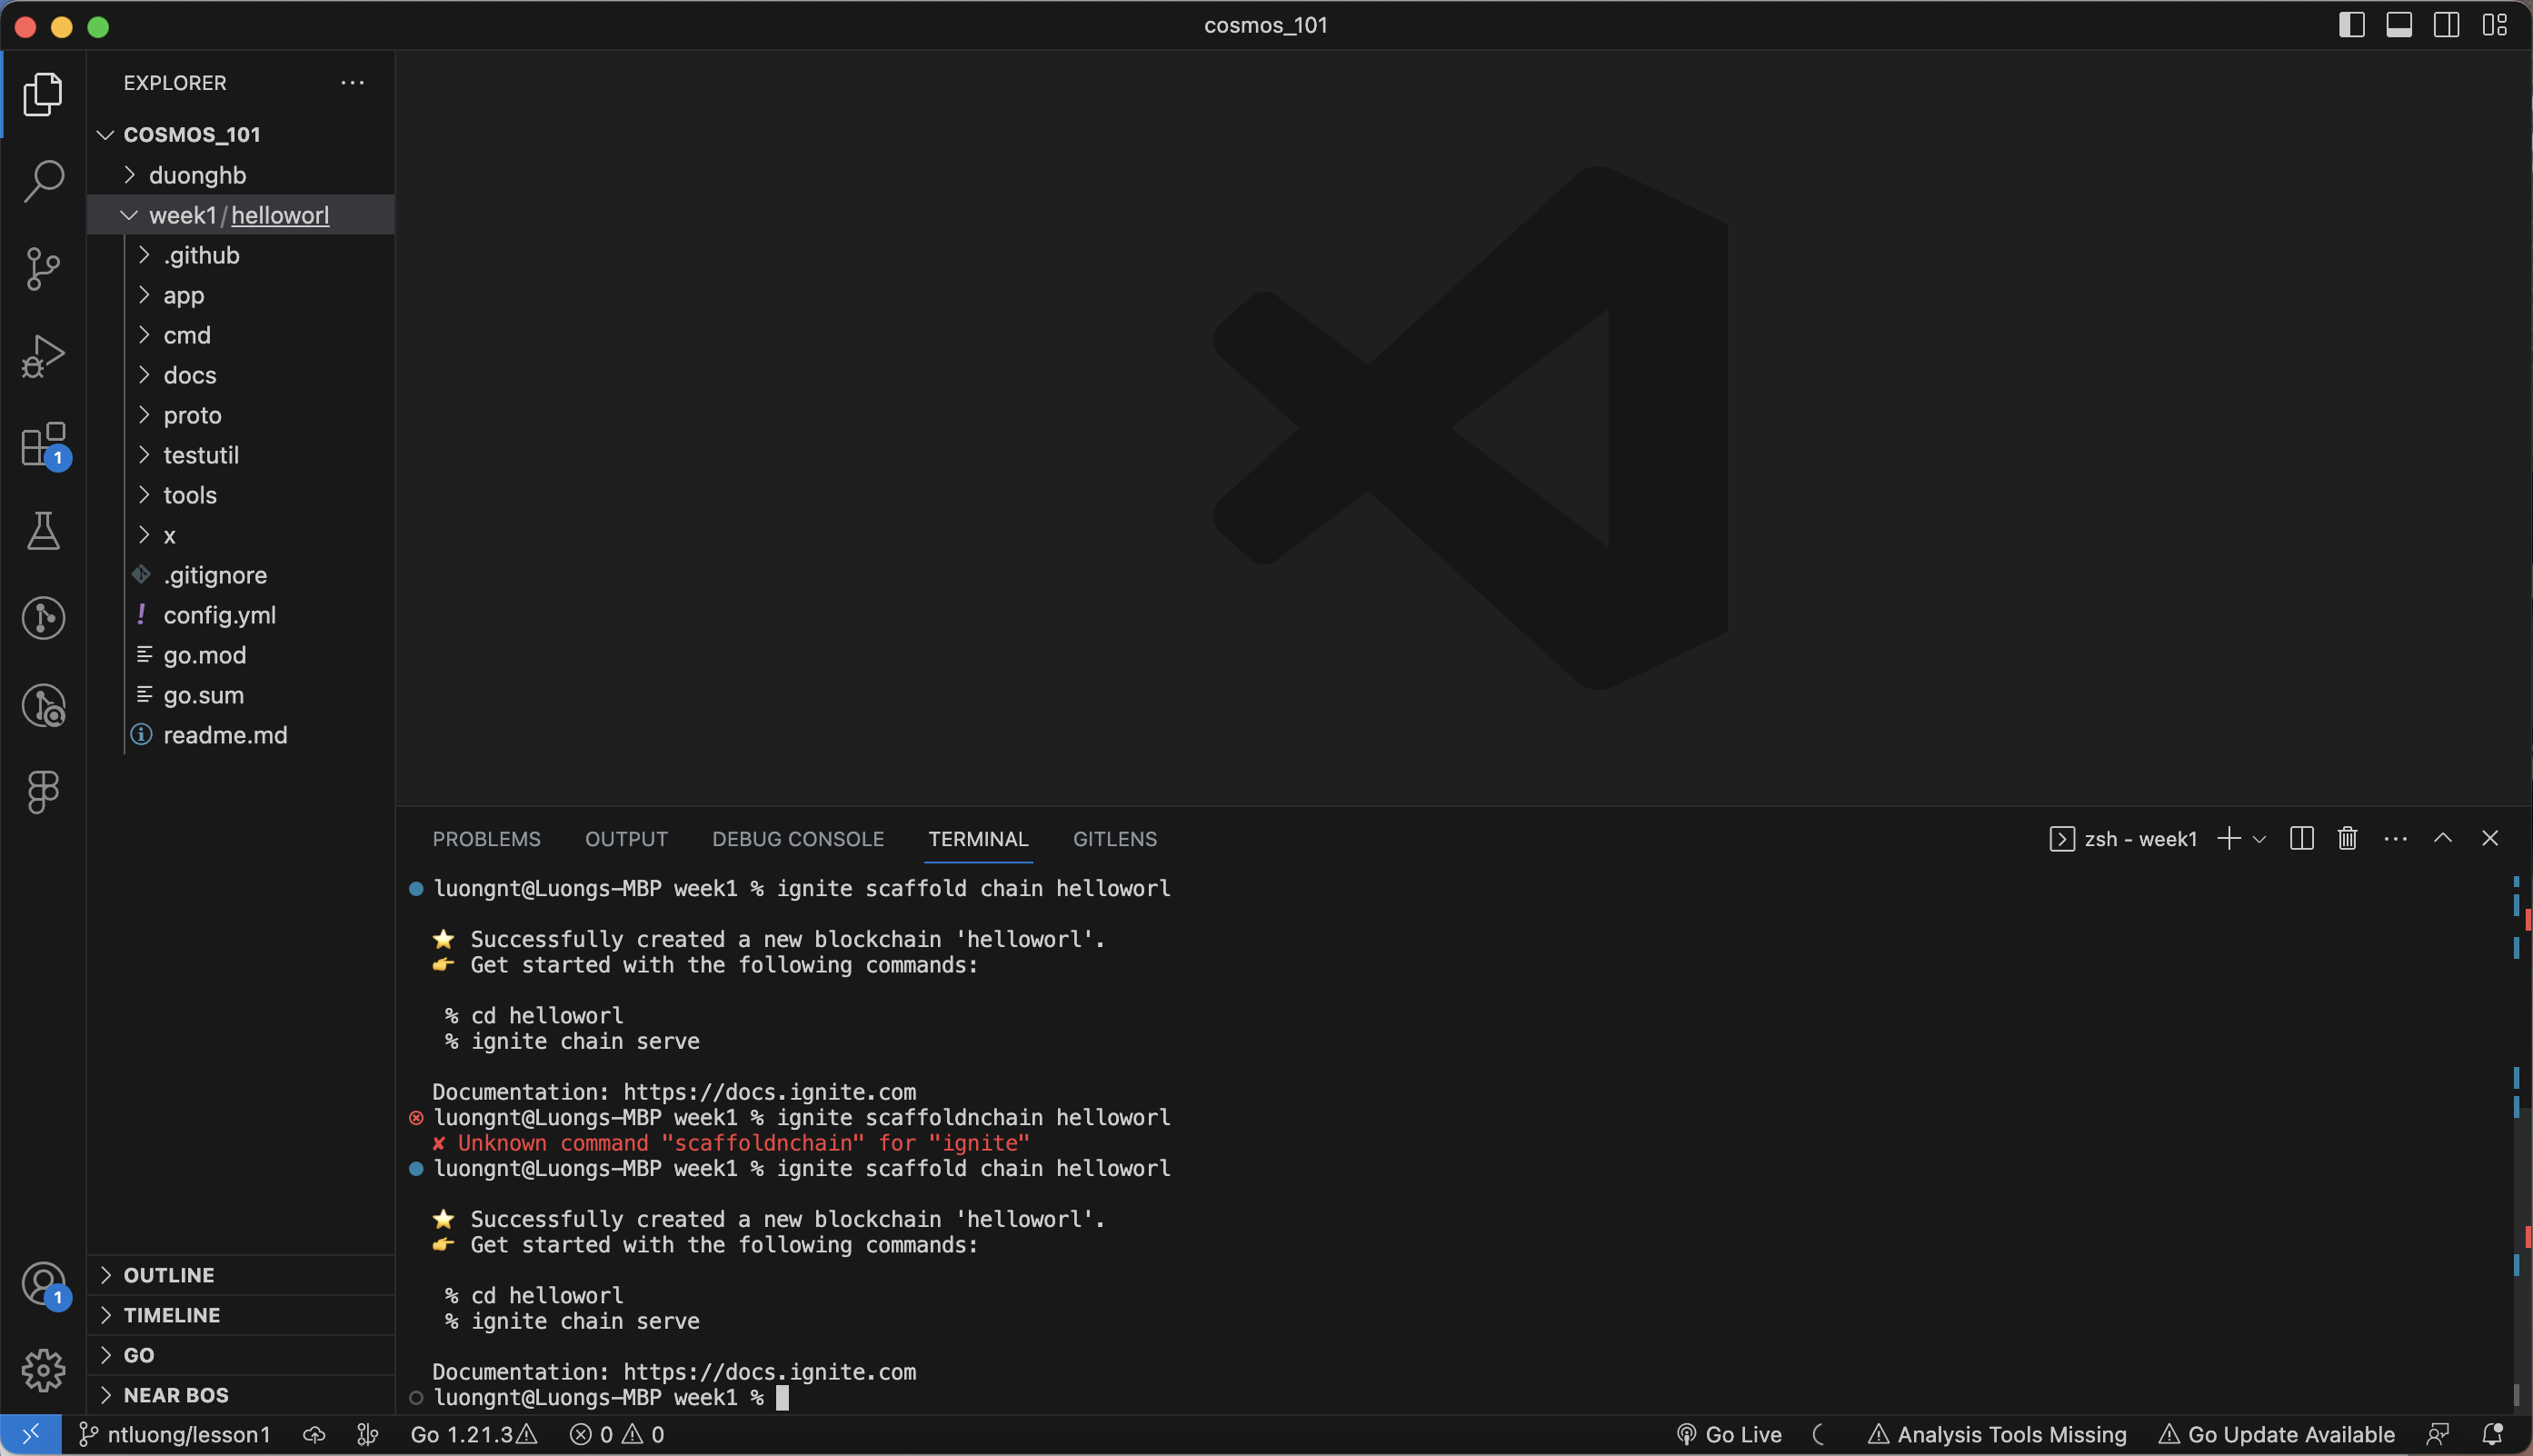 cosmos_101
EXPLORER
COSMOS_101
duonghb
week1/helloworl
.github
app
cmd
docs
proto
testutil
tools
x
.gitignore
config.yml
go.mod
go.sum
readme.md
OUTLINE
TIMELINE
GO
NEAR BOS
1
1
PROBLEMS OUTPUT DEBUG CONSOLE TERMINAL GITLENS zsh - week1
luongnt@Luongs-MBP week1 % ignite scaffold chain helloworl
⭐ Successfully created a new blockchain 'helloworl'.
👉 Get started with the following commands:
% cd helloworl
% ignite chain serve
Documentation: https://docs.ignite.com
luongnt@Luongs-MBP week1 % ignite scaffoldnchain helloworl
✘ Unknown command "scaffoldnchain" for "ignite"
luongnt@Luongs-MBP week1 % ignite scaffold chain helloworl
⭐ Successfully created a new blockchain 'helloworl'.
👉 Get started with the following commands:
% cd helloworl
% ignite chain serve
Documentation: https://docs.ignite.com
luongnt@Luongs-MBP week1 %
ntluong/lesson1 Go 1.21.3 0 0 Go Live Analysis Tools Missing Go Update Available